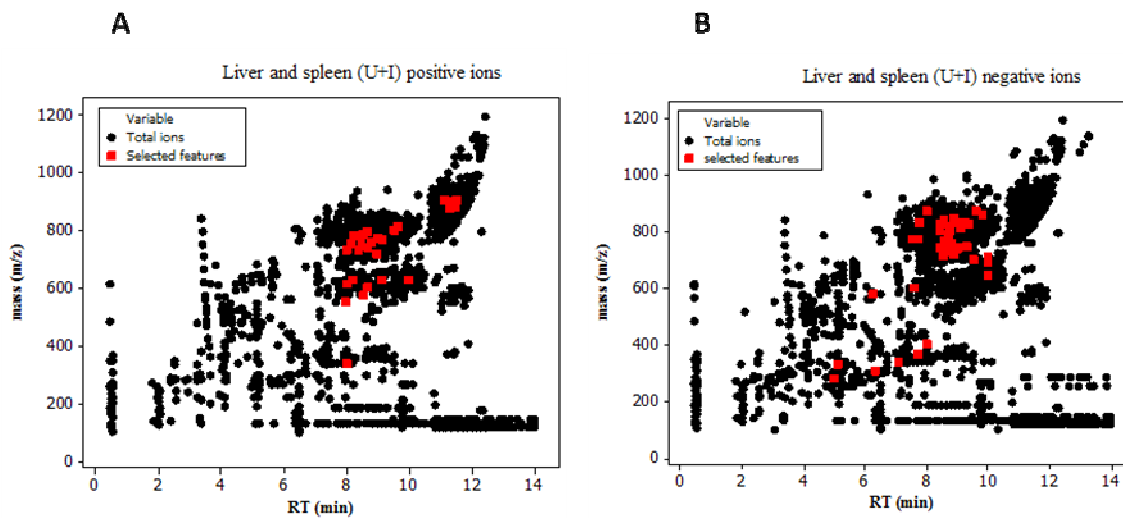 A
Liver and spleen (U+I) positive ions
Variable
Total ions
Selected features
1200
1000
800
600
400
200
0
mass (m/z)
0 2 4 6 8 10 12 14
RT (min)
B
Liver and spleen (U+I) negative ions
Variable
Total ions
selected features
1200
1000
800
600
400
200
0
mass (m/z)
0 2 4 6 8 10 12 14
RT (min)